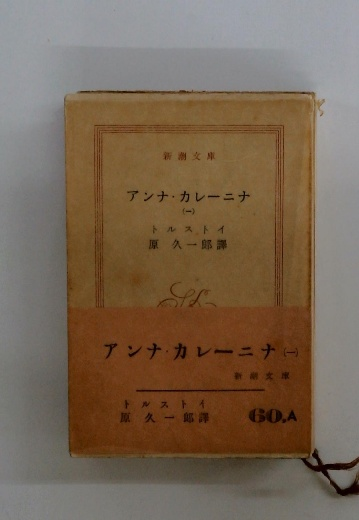 新潮文庫
アンナ・カレーニナ
(一)
トルストイ
原 久一郎譯
アンナ・カレーニナ(一)
新潮文庫
トルストイ
原 久一郎譯
60.A